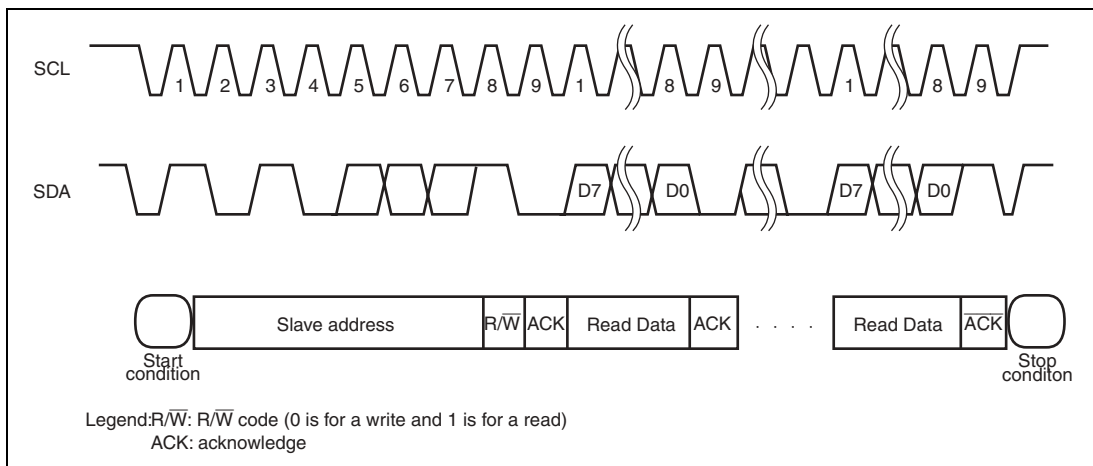 SCL
1 2 3 4 5 6 7 8 9 1 8 9 1 8 9
SDA
D7 D0 D7 D0
Slave address R/W̅ ACK Read Data ACK . . . . Read Data A̅C̅K̅
Start
condition
Stop
conditon
Legend:R/W̅: R/W̅ code (0 is for a write and 1 is for a read)
ACK: acknowledge